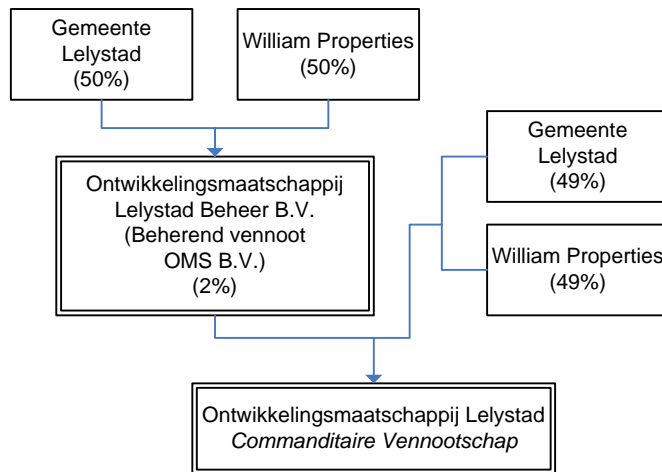 Gemeente
Lelystad
(50%)
William Properties
(50%)
Gemeente
Lelystad
(49%)
Ontwikkelingsmaatschappij
Lelystad Beheer B.V.
(Beherend vennoot
OMS B.V.)
(2%)
William Properties
(49%)
Ontwikkelingsmaatschappij Lelystad
Commanditaire Vennootschap